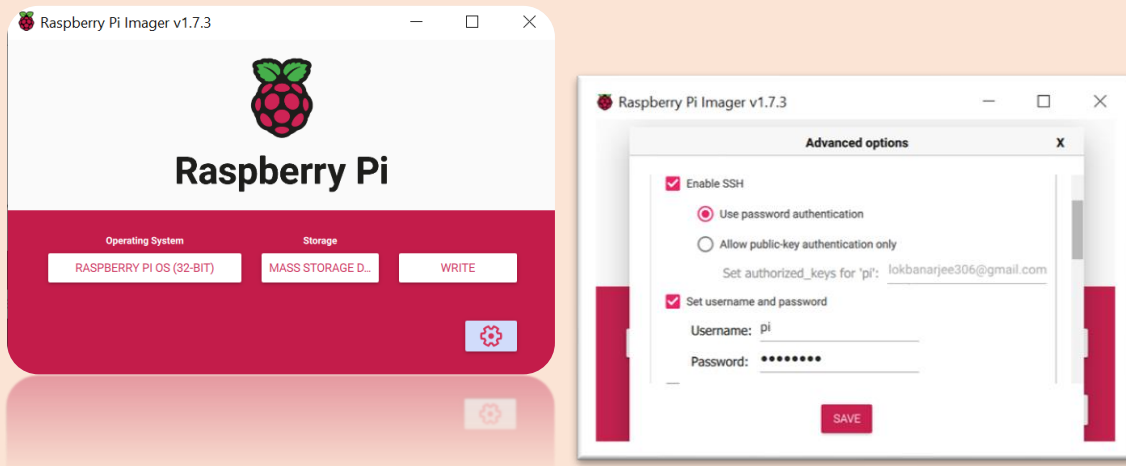 Raspberry Pi Imager v1.7.3
Raspberry Pi
Operating System
Storage
RASPBERRY PI OS (32-BIT)
MASS STORAGE D...
WRITE
Raspberry Pi Imager v1.7.3
Advanced options
X
Enable SSH
Use password authentication
Allow public-key authentication only
Set authorized_keys for 'pi': lokbanarjee306@gmail.com
Set username and password
Username: pi
Password: ••••••••
SAVE